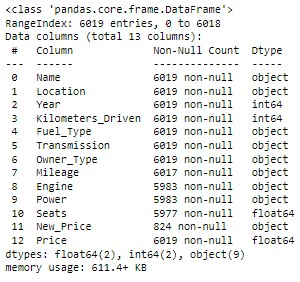 <class 'pandas.core.frame.DataFrame'>
RangeIndex: 6019 entries, 0 to 6018
Data columns (total 13 columns):
 #   Column             Non-Null Count  Dtype
---  ------             --------------  -----
 0   Name               6019 non-null   object
 1   Location           6019 non-null   object
 2   Year               6019 non-null   int64
 3   Kilometers_Driven  6019 non-null   int64
 4   Fuel_Type          6019 non-null   object
 5   Transmission       6019 non-null   object
 6   Owner_Type         6019 non-null   object
 7   Mileage            6017 non-null   object
 8   Engine             5983 non-null   object
 9   Power              5983 non-null   object
 10  Seats              5977 non-null   float64
 11  New_Price          824 non-null    object
 12  Price              6019 non-null   float64
dtypes: float64(2), int64(2), object(9)
memory usage: 611.4+ KB